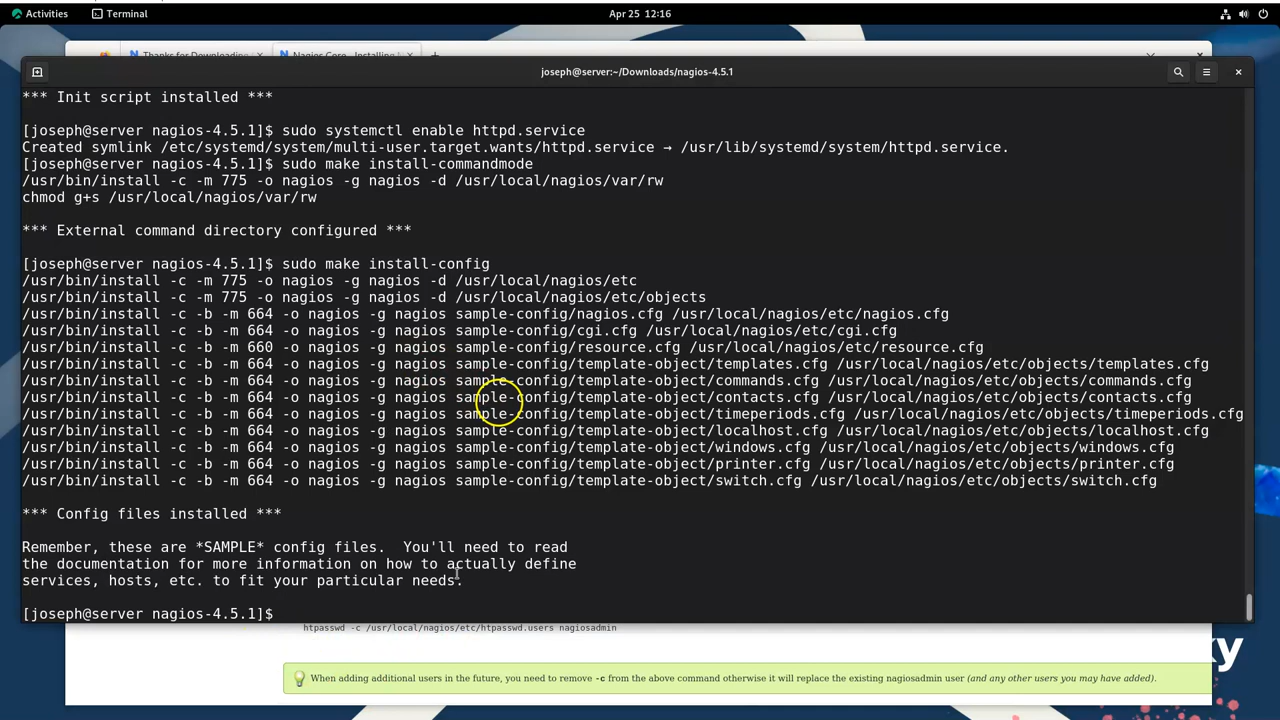 Activities
Terminal
Apr 25 12:16
Thanks for Downloading
Nagios Core - Installing
joseph@server:~/Downloads/nagios-4.5.1
*** Init script installed ***
[joseph@server nagios-4.5.1]$ sudo systemctl enable httpd.service
Created symlink /etc/systemd/system/multi-user.target.wants/httpd.service → /usr/lib/systemd/system/httpd.service.
[joseph@server nagios-4.5.1]$ sudo make install-commandmode
/usr/bin/install -c -m 775 -o nagios -g nagios -d /usr/local/nagios/var/rw
chmod g+s /usr/local/nagios/var/rw
*** External command directory configured ***
[joseph@server nagios-4.5.1]$ sudo make install-config
/usr/bin/install -c -m 775 -o nagios -g nagios -d /usr/local/nagios/etc
/usr/bin/install -c -m 775 -o nagios -g nagios -d /usr/local/nagios/etc/objects
/usr/bin/install -c -b -m 664 -o nagios -g nagios sample-config/nagios.cfg /usr/local/nagios/etc/nagios.cfg
/usr/bin/install -c -b -m 664 -o nagios -g nagios sample-config/cgi.cfg /usr/local/nagios/etc/cgi.cfg
/usr/bin/install -c -b -m 660 -o nagios -g nagios sample-config/resource.cfg /usr/local/nagios/etc/resource.cfg
/usr/bin/install -c -b -m 664 -o nagios -g nagios sample-config/template-object/templates.cfg /usr/local/nagios/etc/objects/templates.cfg
/usr/bin/install -c -b -m 664 -o nagios -g nagios sample-config/template-object/commands.cfg /usr/local/nagios/etc/objects/commands.cfg
/usr/bin/install -c -b -m 664 -o nagios -g nagios sample-config/template-object/contacts.cfg /usr/local/nagios/etc/objects/contacts.cfg
/usr/bin/install -c -b -m 664 -o nagios -g nagios sample-config/template-object/timeperiods.cfg /usr/local/nagios/etc/objects/timeperiods.cfg
/usr/bin/install -c -b -m 664 -o nagios -g nagios sample-config/template-object/localhost.cfg /usr/local/nagios/etc/objects/localhost.cfg
/usr/bin/install -c -b -m 664 -o nagios -g nagios sample-config/template-object/windows.cfg /usr/local/nagios/etc/objects/windows.cfg
/usr/bin/install -c -b -m 664 -o nagios -g nagios sample-config/template-object/printer.cfg /usr/local/nagios/etc/objects/printer.cfg
/usr/bin/install -c -b -m 664 -o nagios -g nagios sample-config/template-object/switch.cfg /usr/local/nagios/etc/objects/switch.cfg
*** Config files installed ***
Remember, these are *SAMPLE* config files.  You'll need to read
the documentation for more information on how to actually define
services, hosts, etc. to fit your particular needs.
[joseph@server nagios-4.5.1]$
htpasswd -c /usr/local/nagios/etc/htpasswd.users nagiosadmin
When adding additional users in the future, you need to remove -c from the above command otherwise it will replace the existing nagiosadmin user (and any other users you may have added).